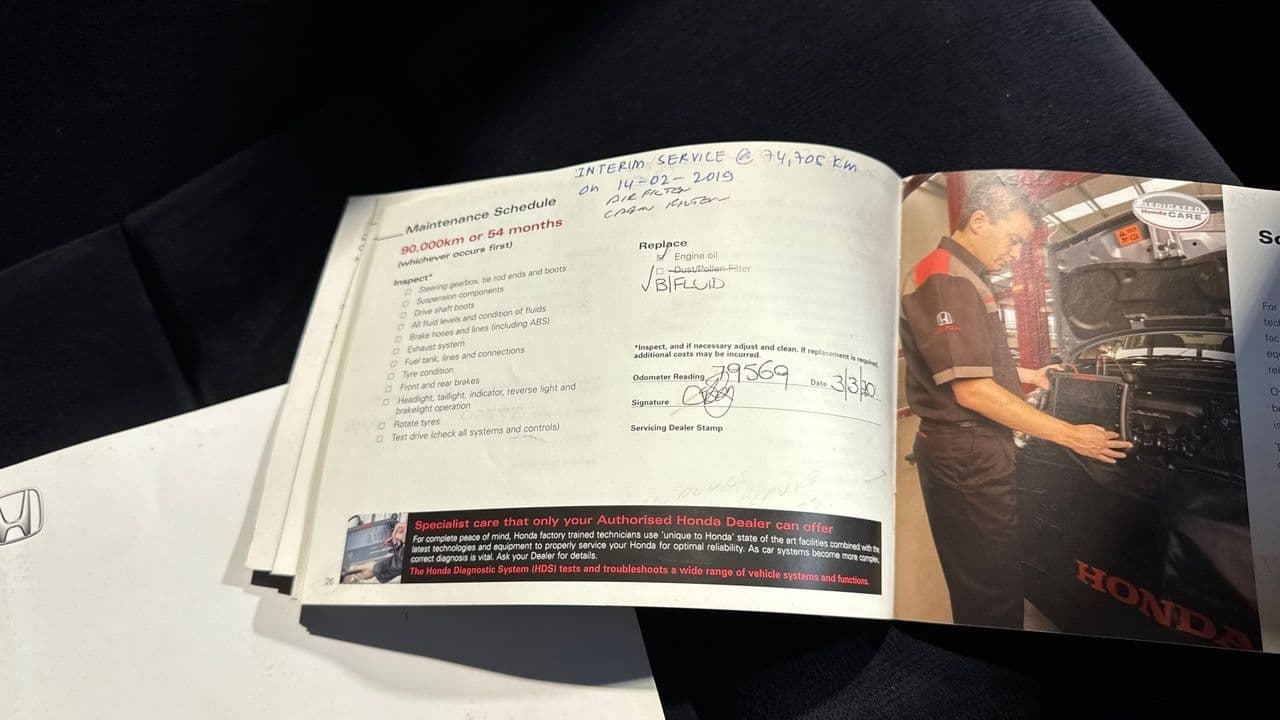 INTERIM SERVICE @ 74,706 KM
on 14-02-2019
AIR FILTER
CABIN FILTER
Maintenance Schedule
90,000km or 54 months
(whichever occurs first)
Inspect*
Steering gearbox, tie rod ends and boots
Suspension components
Drive shaft boots
All fluid levels and condition of fluids
Brake hoses and lines (including ABS)
Exhaust system
Fuel tank, lines and connections
Tyre condition
Front and rear brakes
Headlight, taillight, indicator, reverse light and
brakelight operation
Rotate tyres
Test drive (check all systems and controls)
Replace
Engine oil
Dust/Pollen Filter
B/FLUID
*Inspect, and if necessary adjust and clean. If replacement is required,
additional costs may be incurred.
Odometer Reading 79569 Date 3/3/20
Signature
Servicing Dealer Stamp
Specialist care that only your Authorised Honda Dealer can offer
For complete peace of mind, Honda factory trained technicians use 'unique to Honda' state of the art facilities combined with the
latest technologies and equipment to properly service your Honda for optimal reliability. As car systems become more complex,
correct diagnosis is vital. Ask your Dealer for details.
The Honda Diagnostic System (HDS) tests and troubleshoots a wide range of vehicle systems and functions.
26
DEDICATED
Honda CARE
HONDA
HONDA